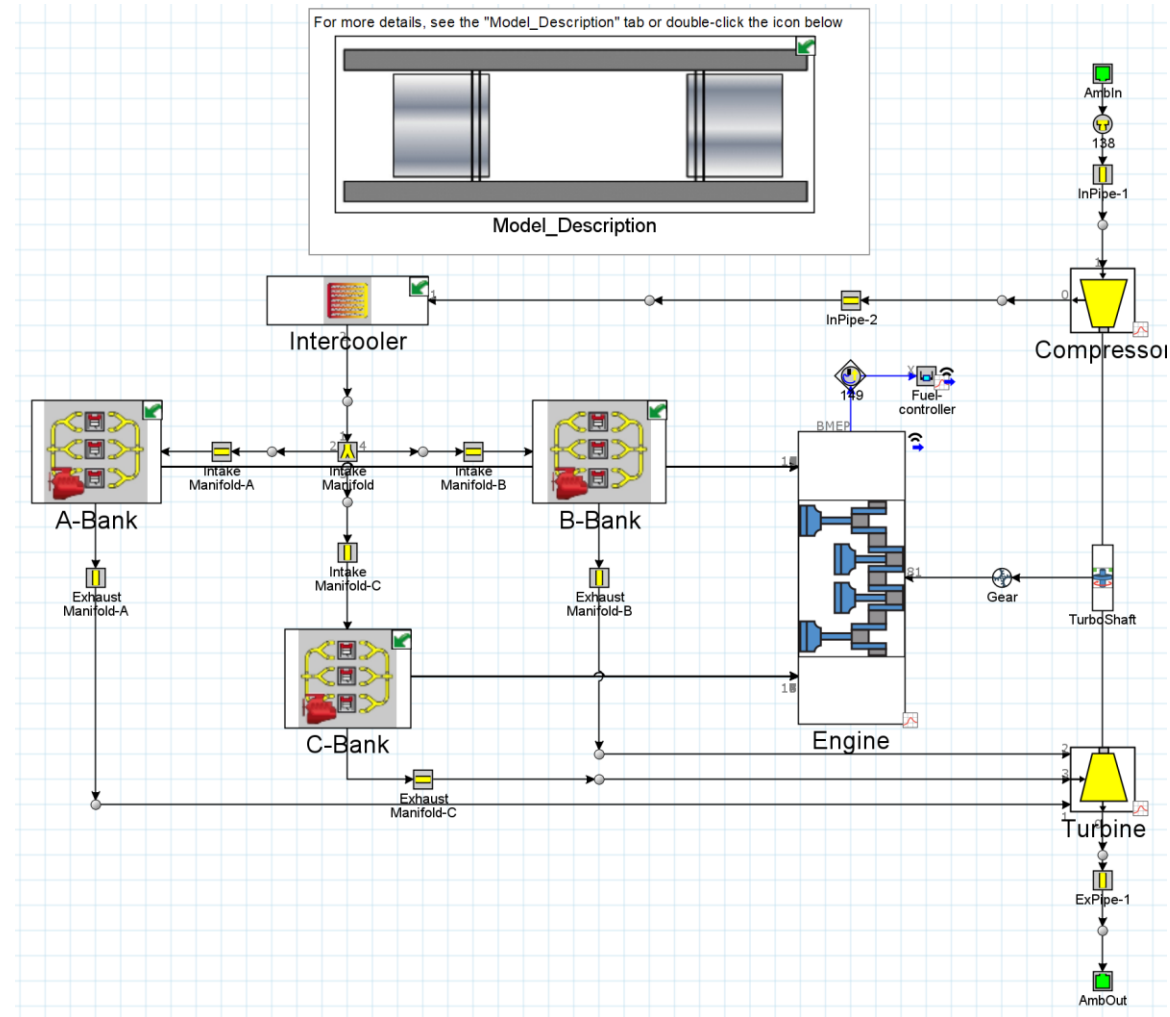 For more details, see the "Model_Description" tab or double-click the icon below
Model_Description
AmbIn
138
InPipe-1
1
Compressor
0
InPipe-2
1
Intercooler
2
149
X
Fuel-
controller
BMEP
A-Bank
Intake
Manifold-A
2
4
Intake
Manifold
Intake
Manifold-B
B-Bank
Exhaust
Manifold-A
Intake
Manifold-C
Exhaust
Manifold-B
C-Bank
Engine
Gear
TurboShaft
Exhaust
Manifold-C
2
3
1
Turbine
ExPipe-1
AmbOut